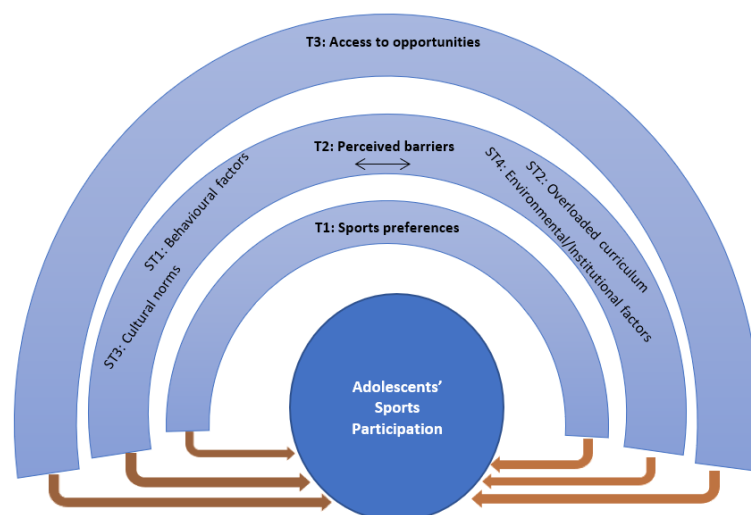 T3: Access to opportunities
T2: Perceived barriers
ST1: Behavioural factors
ST3: Cultural norms
ST2: Overloaded curriculum
ST4: Environmental/Institutional factors
T1: Sports preferences
Adolescents’
Sports
Participation